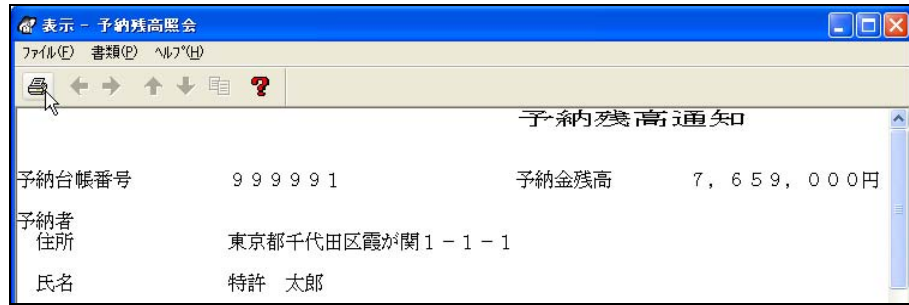 表示 - 予納残高照会
ファイル(F) 書類(P) ヘルプ(H)
予納残高通知
予納台帳番号 ９９９９９１ 予納金残高 ７，６５９，０００円
予納者
住所 東京都千代田区霞が関１－１－１
氏名 特許 太郎